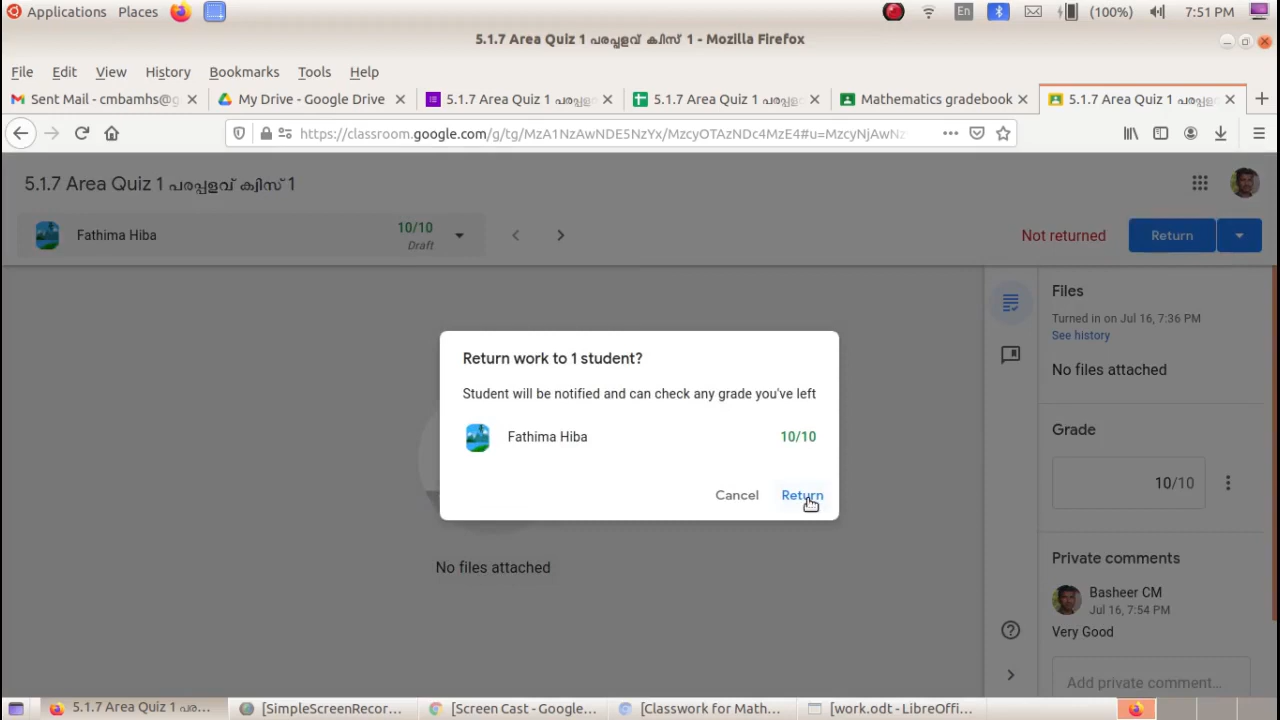 Applications Places En (100%) 7:51 PM
5.1.7 Area Quiz 1 പരപ്പളവ് ക്വിസ് 1 - Mozilla Firefox
File Edit View History Bookmarks Tools Help
Sent Mail - cmbamhs@g My Drive - Google Drive 5.1.7 Area Quiz 1 പരപ്പള 5.1.7 Area Quiz 1 പരപ്പള Mathematics gradebook 5.1.7 Area Quiz 1 പരപ്പള
https://classroom.google.com/g/tg/MzA1NzAwNDE5NzYx/MzcyOTAzNDc4MzE4#u=MzcyNjAwNz
5.1.7 Area Quiz 1 പരപ്പളവ് ക്വിസ് 1
Fathima Hiba 10/10 Draft Not returned Return
Files
Turned in on Jul 16, 7:36 PM
See history
No files attached
Return work to 1 student?
Student will be notified and can check any grade you've left
Fathima Hiba 10/10
Cancel Return
No files attached
Grade
10/10
Private comments
Basheer CM
Jul 16, 7:54 PM
Very Good
Add private comment...
5.1.7 Area Quiz 1 പര... [SimpleScreenRecor... [Screen Cast - Google... [Classwork for Math... [work.odt - LibreOffi...